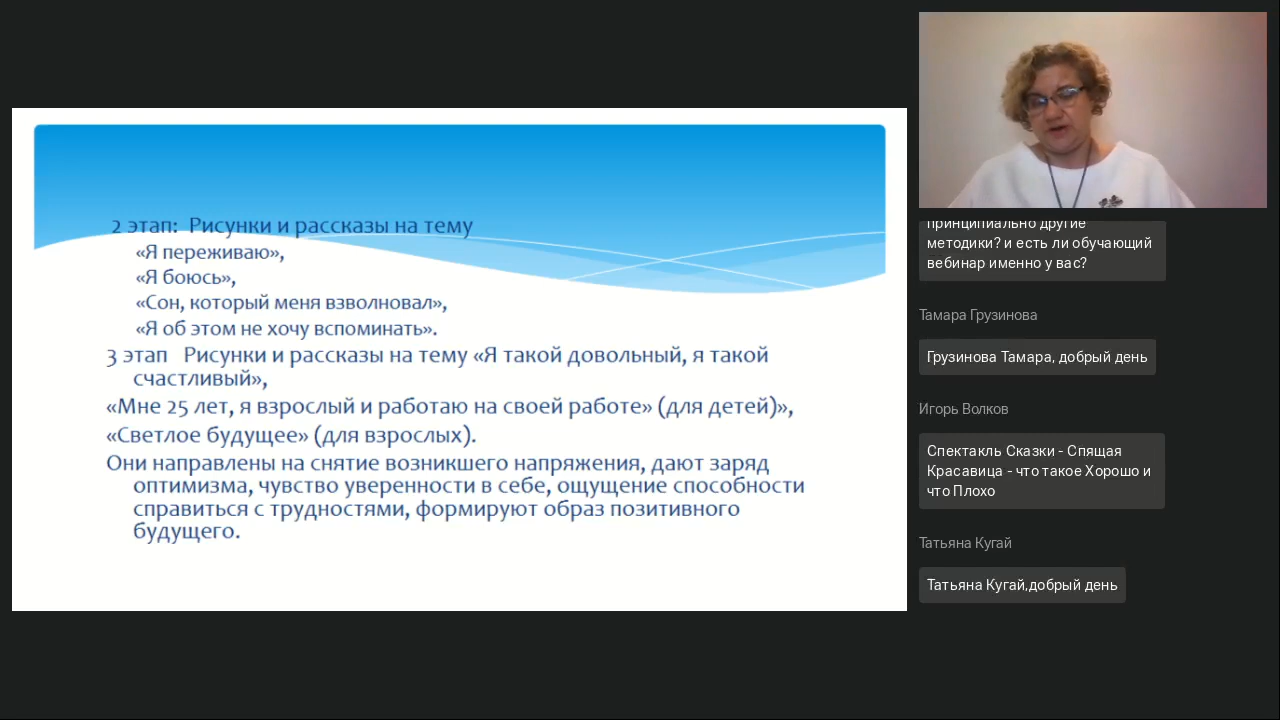 2 этап:  Рисунки и рассказы на тему
«Я переживаю»,
«Я боюсь»,
«Сон, который меня взволновал»,
«Я об этом не хочу вспоминать».
3 этап   Рисунки и рассказы на тему «Я такой довольный, я такой
счастливый»,
«Мне 25 лет, я взрослый и работаю на своей работе» (для детей)»,
«Светлое будущее» (для взрослых).
Они направлены на снятие возникшего напряжения, дают заряд
оптимизма, чувство уверенности в себе, ощущение способности
справиться с трудностями, формируют образ позитивного
будущего.
принципиально другие
методики? и есть ли обучающий
вебинар именно у вас?
Тамара Грузинова
Грузинова Тамара, добрый день
Игорь Волков
Спектакль Сказки - Спящая
Красавица - что такое Хорошо и
что Плохо
Татьяна Кугай
Татьяна Кугай,добрый день